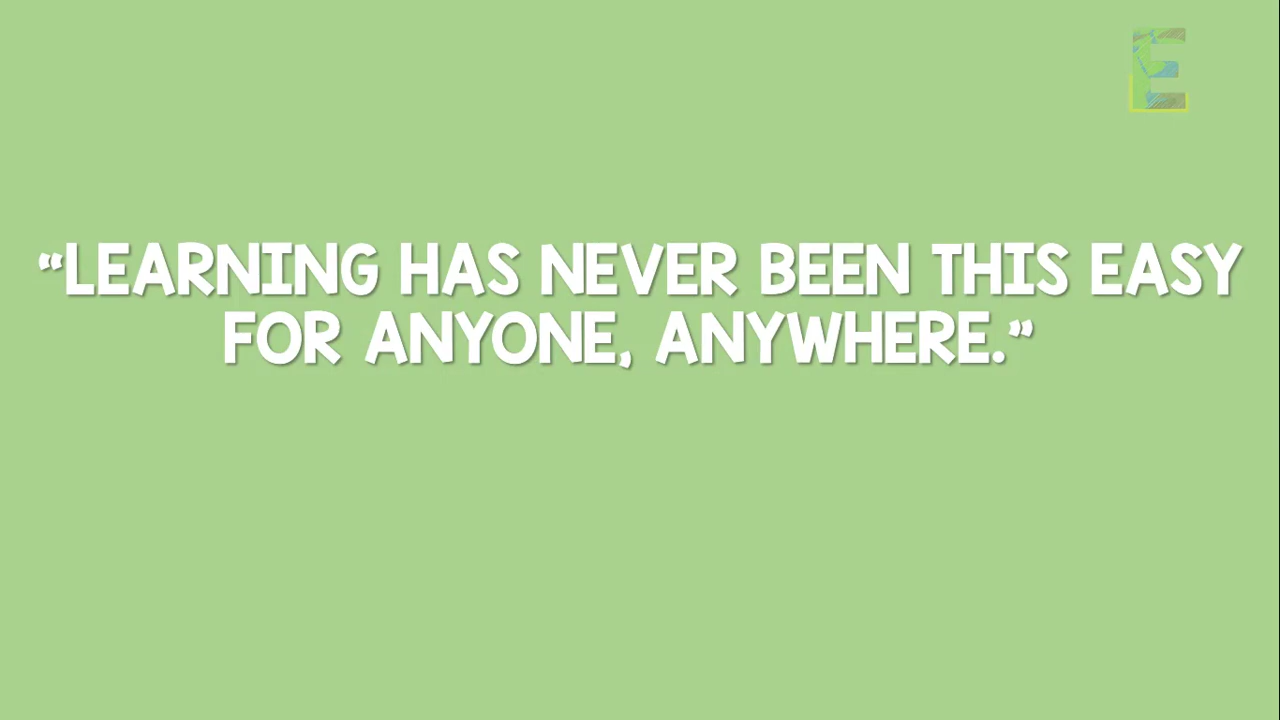 E
“LEARNING HAS NEVER BEEN THIS EASY
FOR ANYONE, ANYWHERE.”